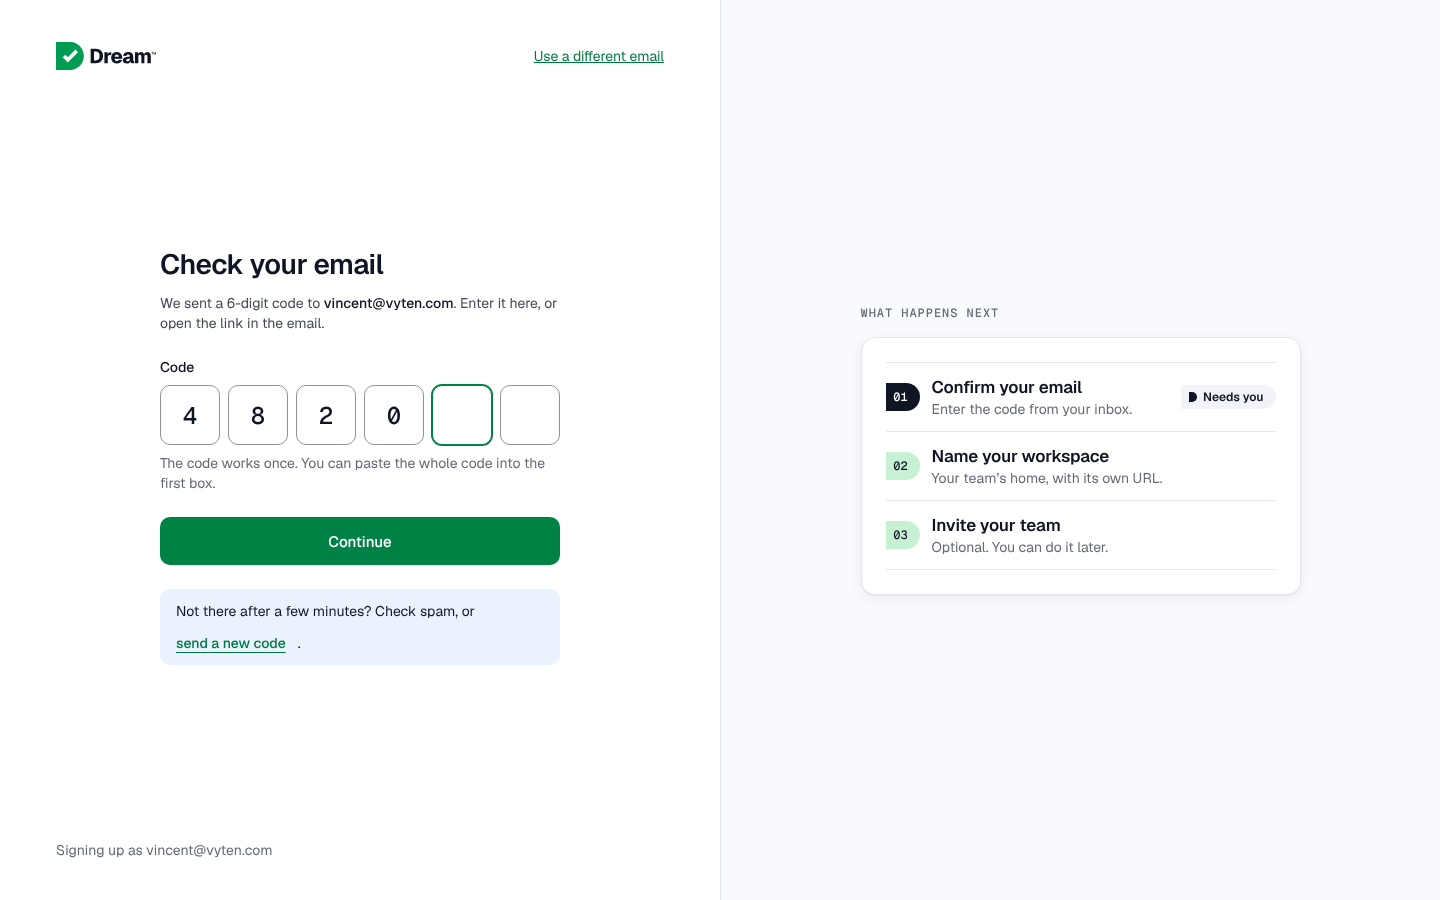 Dream™
Use a different email
Check your email
We sent a 6-digit code to vincent@vyten.com. Enter it here, or
open the link in the email.
Code
4 8 2 0
The code works once. You can paste the whole code into the
first box.
Continue
Not there after a few minutes? Check spam, or
send a new code .
Signing up as vincent@vyten.com
WHAT HAPPENS NEXT
01 Confirm your email
Enter the code from your inbox.
Needs you
02 Name your workspace
Your team’s home, with its own URL.
03 Invite your team
Optional. You can do it later.